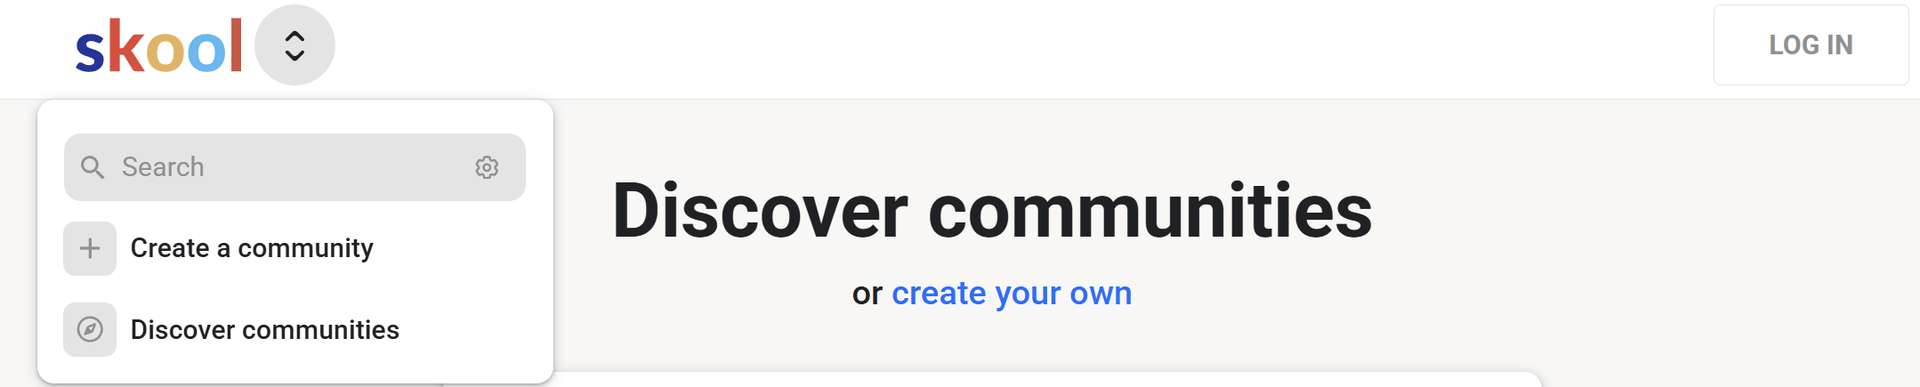 skool
LOG IN
Search
Create a community
Discover communities
Discover communities
or create your own